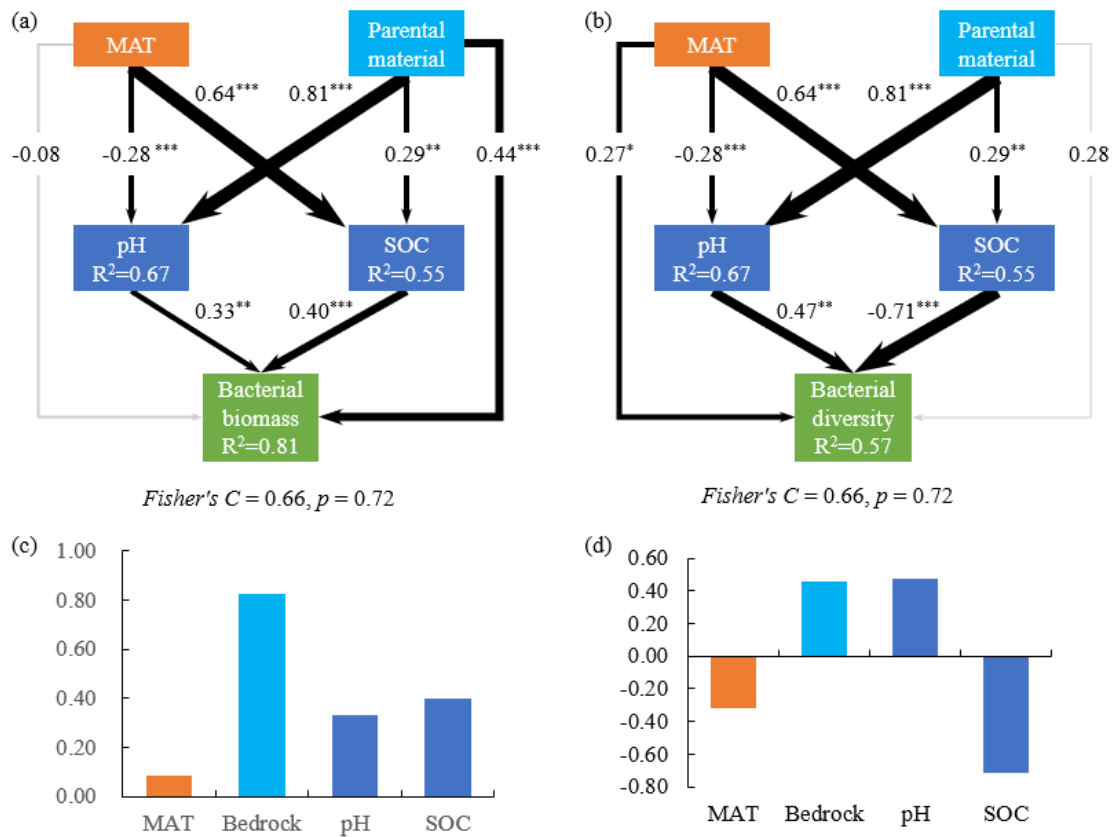 (a)
MAT
Parental
material
0.64***
0.81***
-0.08
-0.28***
0.29**
0.44***
pH
R²=0.67
SOC
R²=0.55
0.33**
0.40***
Bacterial
biomass
R²=0.81
Fisher's C = 0.66, p = 0.72
(b)
MAT
Parental
material
0.64***
0.81***
0.27*
-0.28***
0.29**
0.28
pH
R²=0.67
SOC
R²=0.55
0.47**
-0.71***
Bacterial
diversity
R²=0.57
Fisher's C = 0.66, p = 0.72
(c)
1.00
0.80
0.60
0.40
0.20
0.00
MAT Bedrock pH SOC
(d)
0.60
0.40
0.20
0.00
-0.20
-0.40
-0.60
-0.80
MAT Bedrock pH SOC